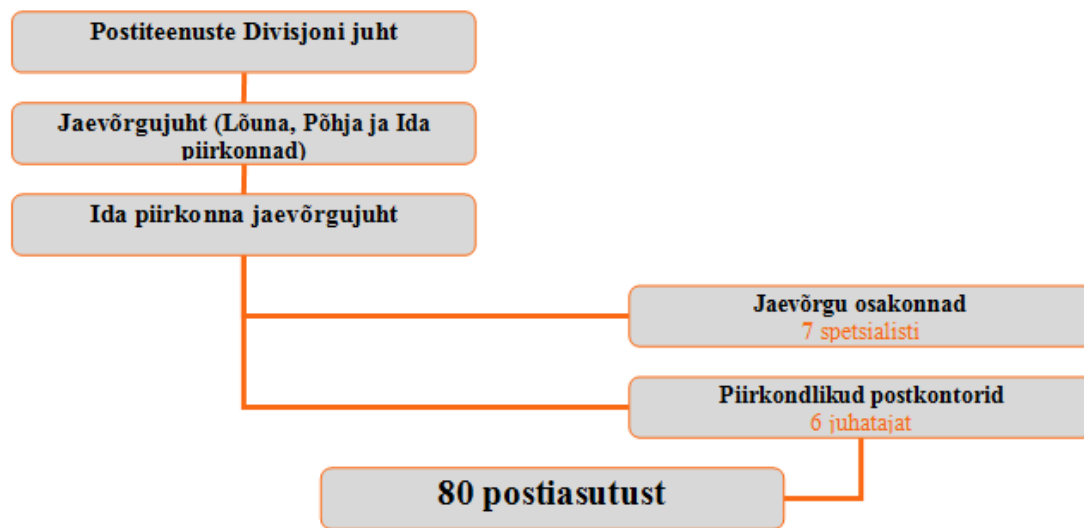 Postiteenuste Divisjoni juht
Jaevõrgujuht (Lõuna, Põhja ja Ida
piirkonnad)
Ida piirkonna jaevõrgujuht
Jaevõrgu osakonnad
7 spetsialisti
Piirkondlikud postkontorid
6 juhatajat
80 postiasutust